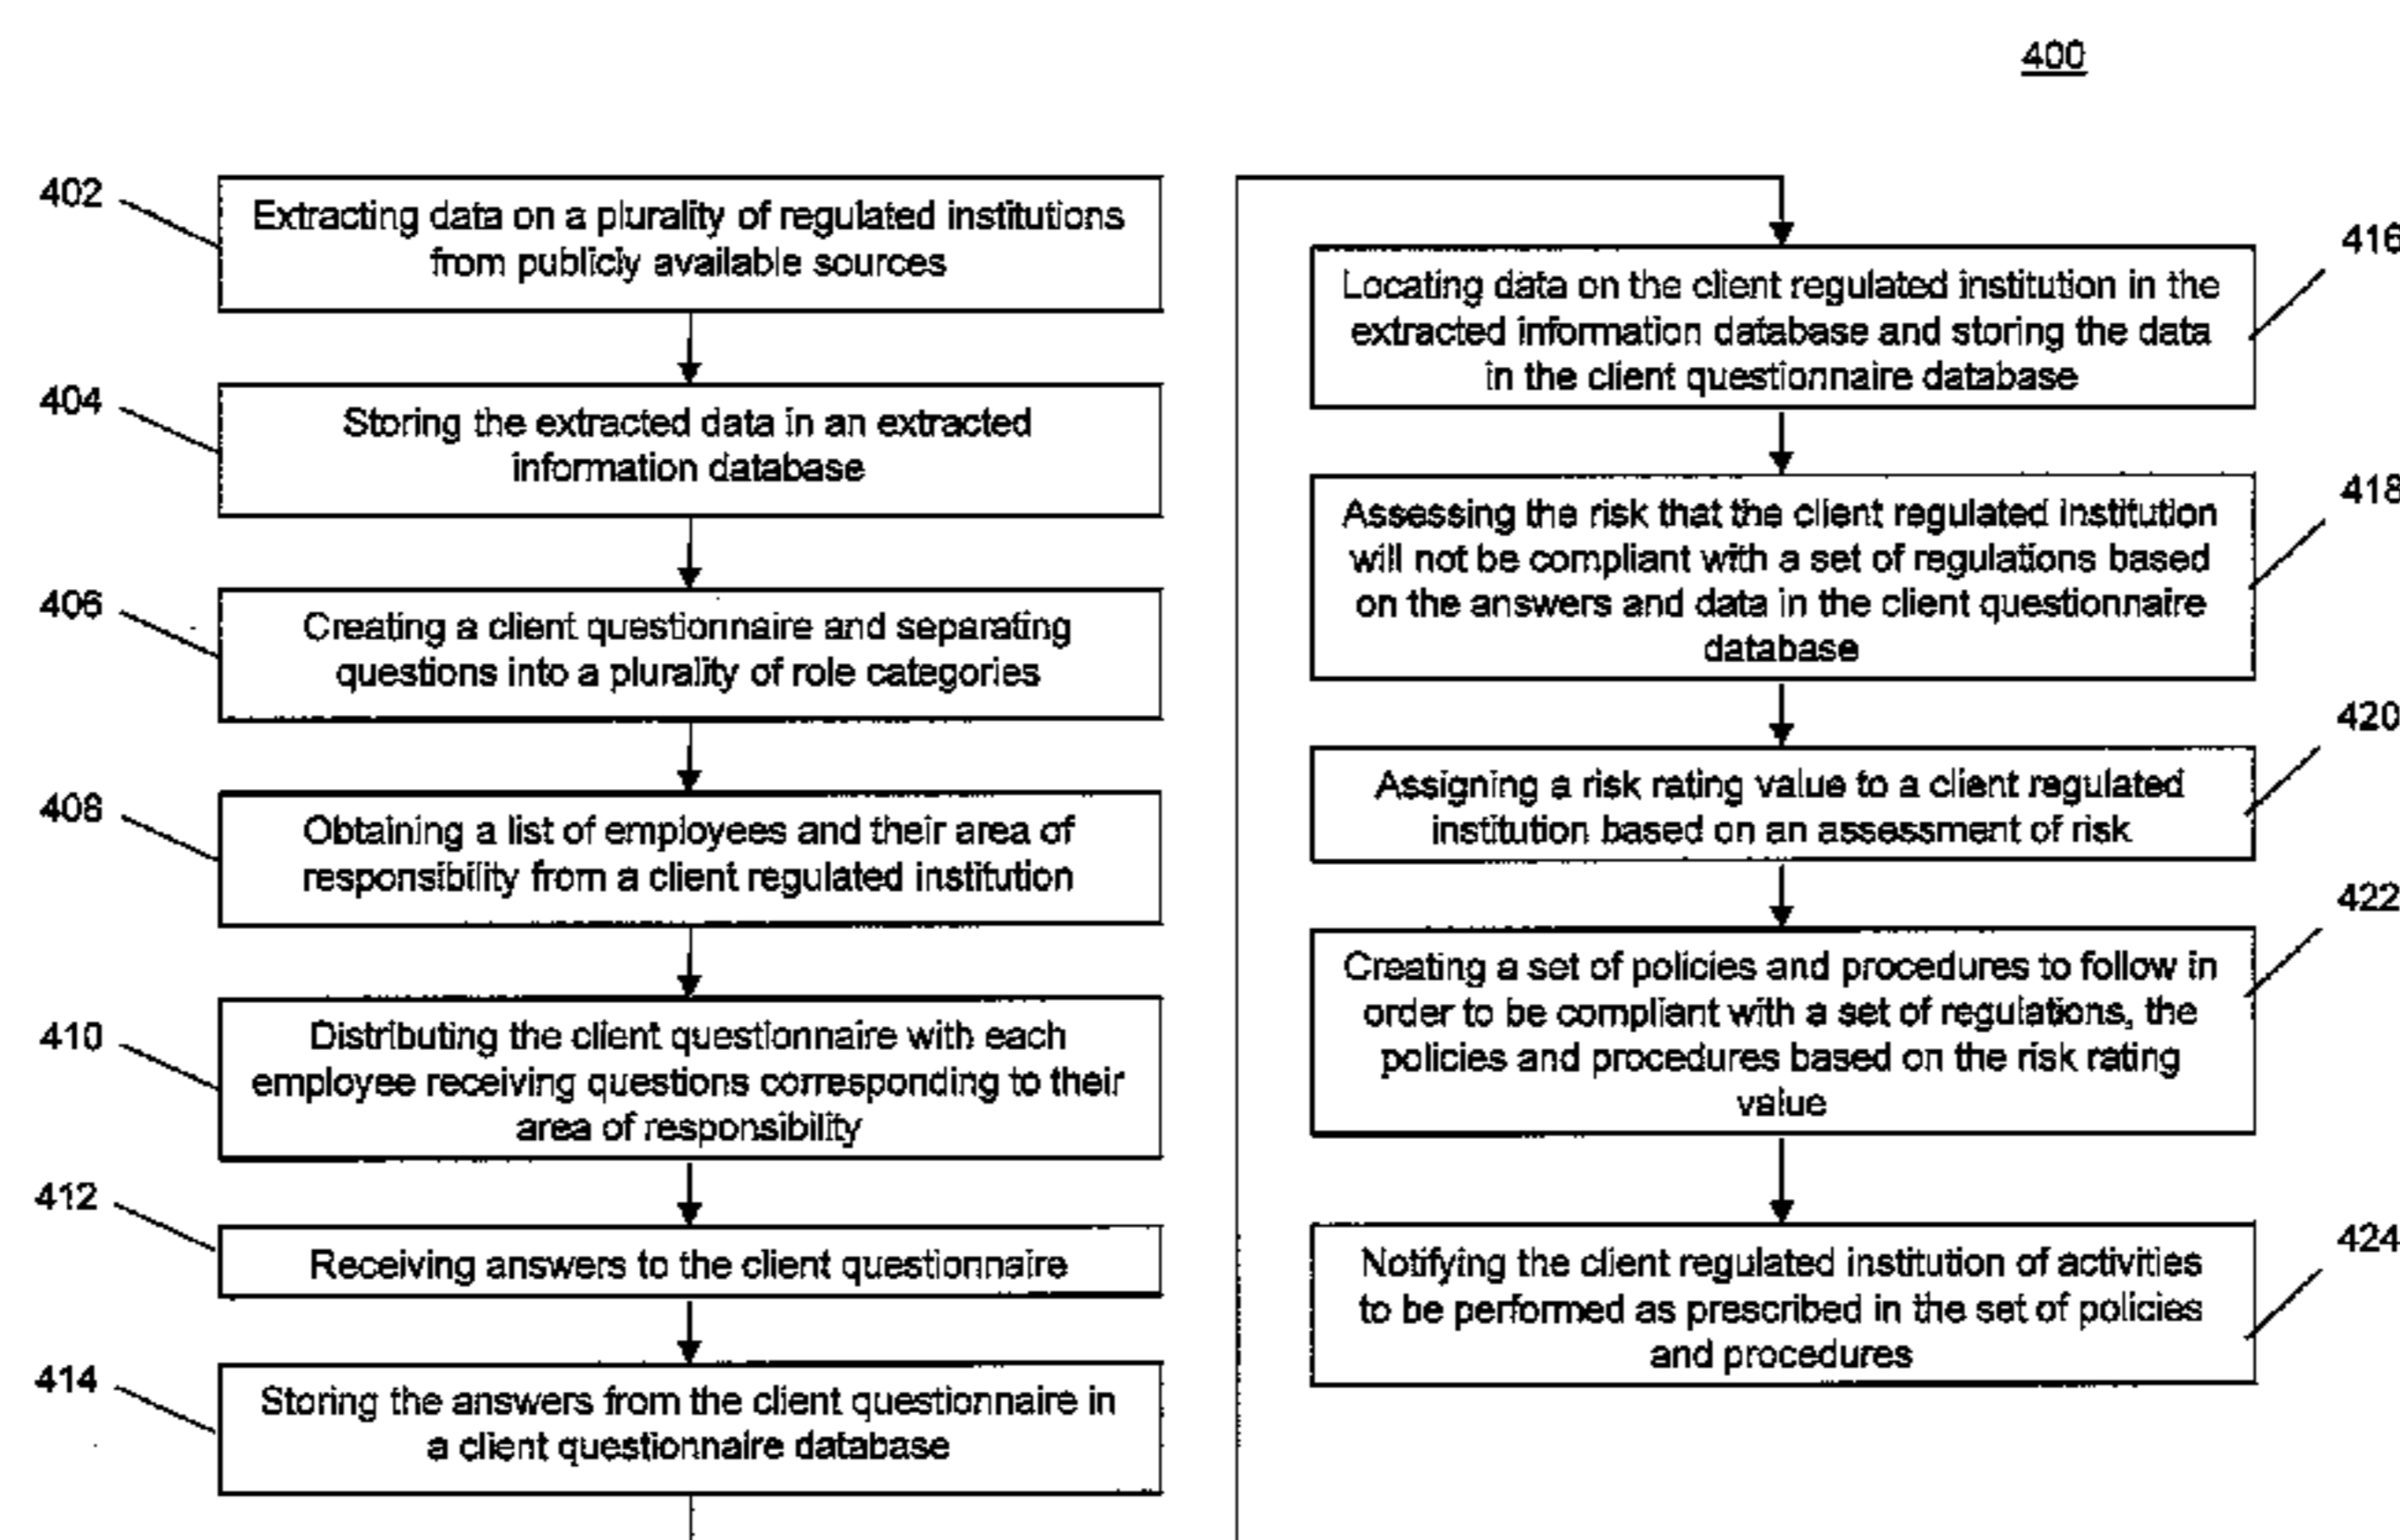 400
402
Extracting data on a plurality of regulated institutions
from publicly available sources
404
Storing the extracted data in an extracted
information database
406
Creating a client questionnaire and separating
questions into a plurality of role categories
408
Obtaining a list of employees and their area of
responsibility from a client regulated institution
410
Distributing the client questionnaire with each
employee receiving questions corresponding to their
area of responsibility
412
Receiving answers to the client questionnaire
414
Storing the answers from the client questionnaire in
a client questionnaire database
416
Locating data on the client regulated institution in the
extracted information database and storing the data
in the client questionnaire database
418
Assessing the risk that the client regulated institution
will not be compliant with a set of regulations based
on the answers and data in the client questionnaire
database
420
Assigning a risk rating value to a client regulated
institution based on an assessment of risk
422
Creating a set of policies and procedures to follow in
order to be compliant with a set of regulations, the
policies and procedures based on the risk rating
value
424
Notifying the client regulated institution of activities
to be performed as prescribed in the set of policies
and procedures